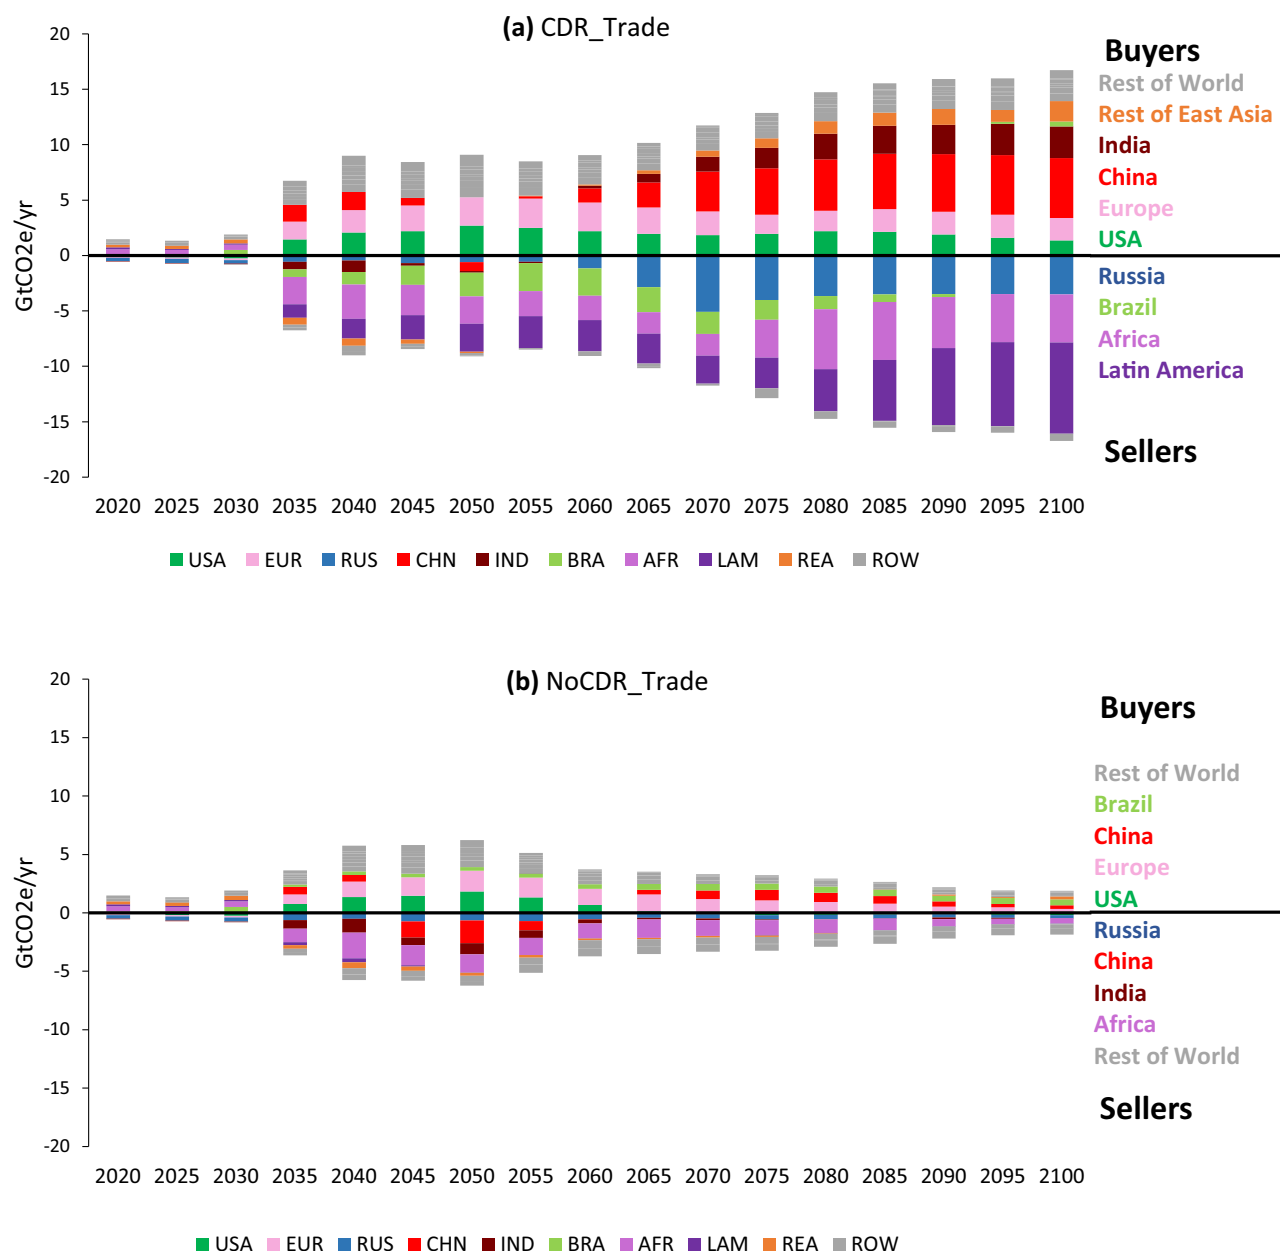 (a) CDR_Trade
GtCO2e/yr
20
15
10
5
0
-5
-10
-15
-20
2020 2025 2030 2035 2040 2045 2050 2055 2060 2065 2070 2075 2080 2085 2090 2095 2100
Buyers
Rest of World
Rest of East Asia
India
China
Europe
USA
Russia
Brazil
Africa
Latin America
Sellers
USA EUR RUS CHN IND BRA AFR LAM REA ROW
(b) NoCDR_Trade
GtCO2e/yr
20
15
10
5
0
-5
-10
-15
-20
2020 2025 2030 2035 2040 2045 2050 2055 2060 2065 2070 2075 2080 2085 2090 2095 2100
Buyers
Rest of World
Brazil
China
Europe
USA
Russia
China
India
Africa
Rest of World
Sellers
USA EUR RUS CHN IND BRA AFR LAM REA ROW